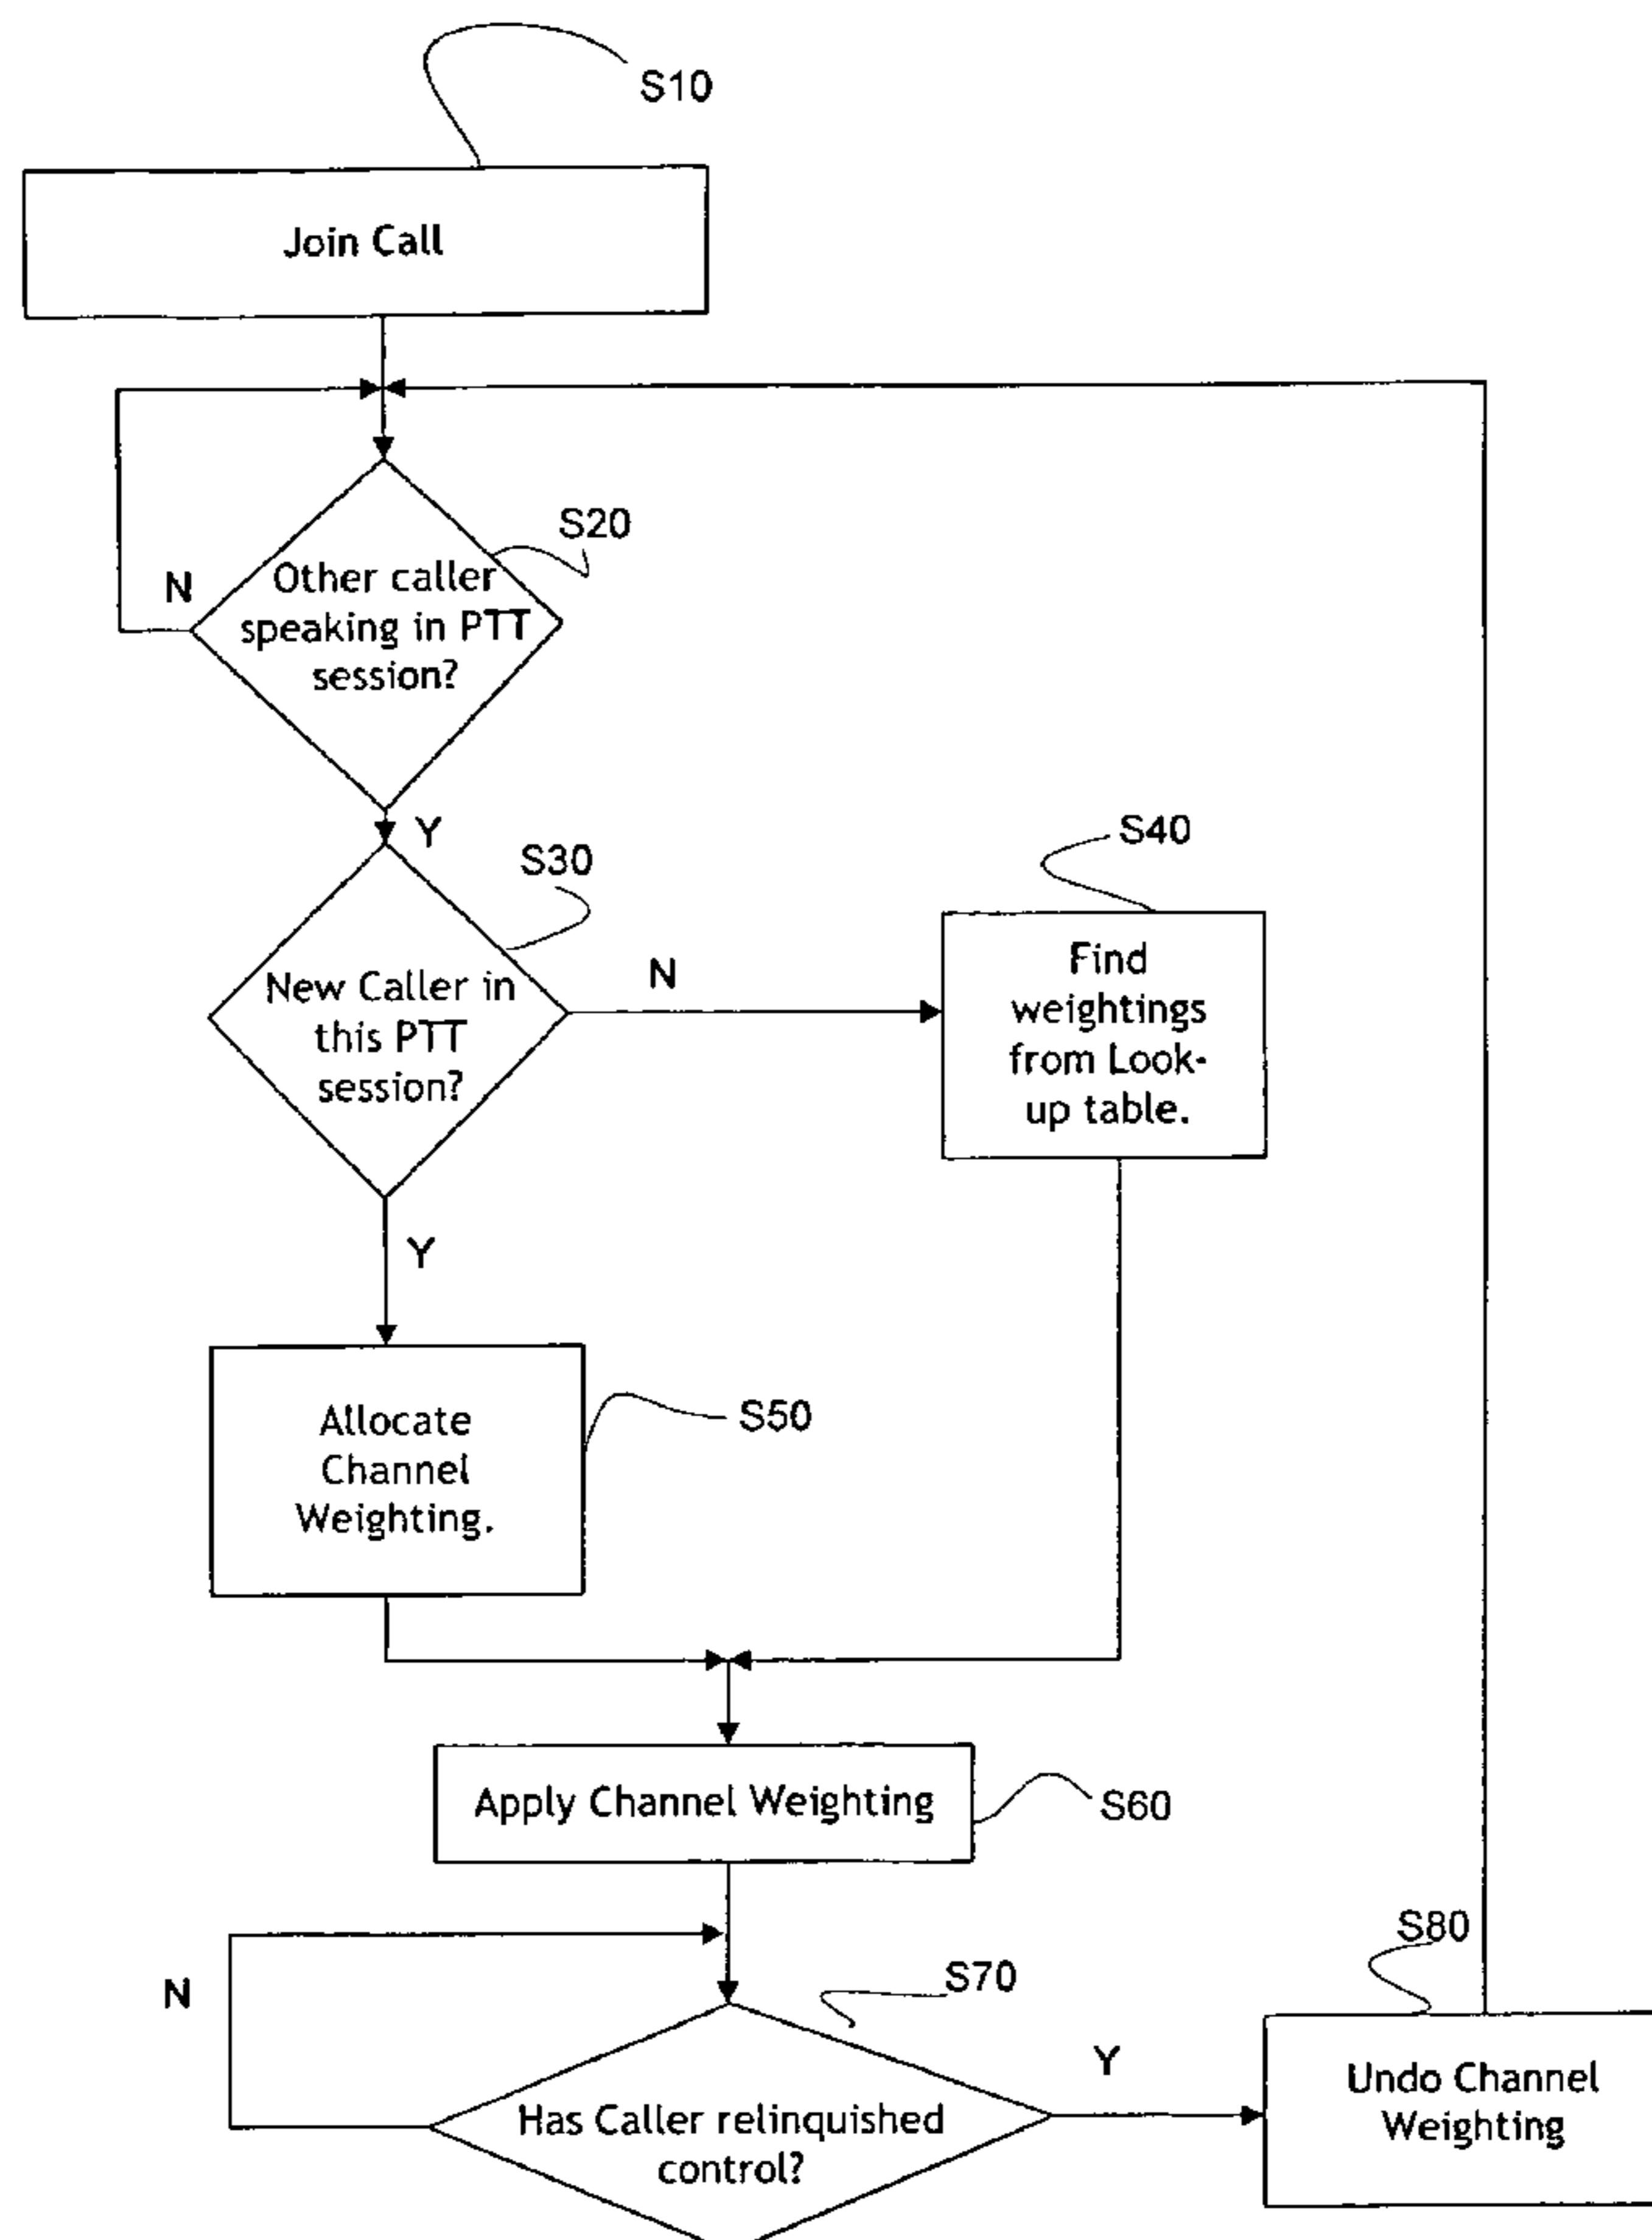 S10
Join Call
S20
N
Other caller
speaking in PTT
session?
Y
S30
S40
New Caller in
this PTT
session?
N
Find
weightings
from Look-
up table.
Y
Allocate
Channel
Weighting.
S50
Apply Channel Weighting
S60
N
S70
S80
Has Caller relinquished
control?
Y
Undo Channel
Weighting